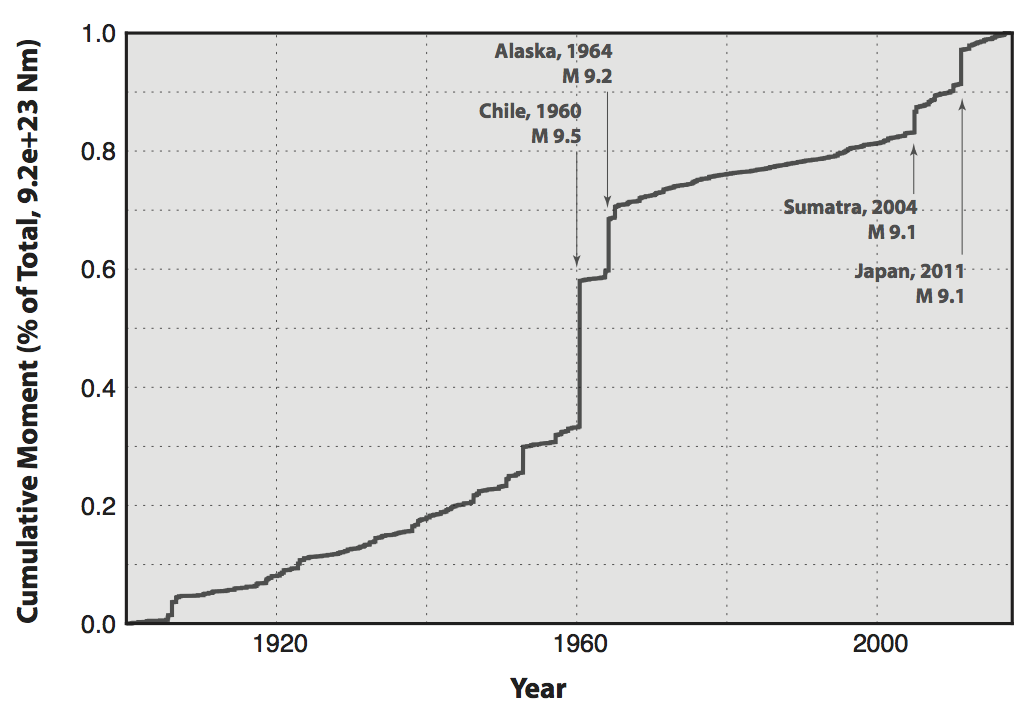 Cumulative Moment (% of Total, 9.2e+23 Nm)
1.0
0.8
0.6
0.4
0.2
0.0
Alaska, 1964
M 9.2
Chile, 1960
M 9.5
Sumatra, 2004
M 9.1
Japan, 2011
M 9.1
1920
1960
2000
Year